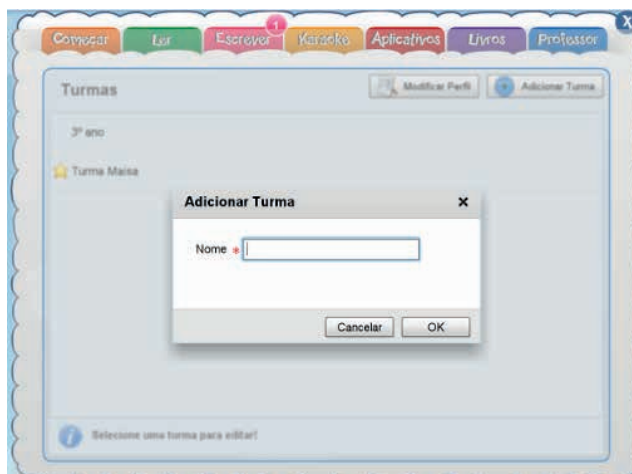 1
X
Começar Ler Escrever Karaokê Aplicativos Livros Professor
Turmas Modificar Perfil Adicionar Turma
3º ano
Turma Maisa
Adicionar Turma x
Nome *
Cancelar OK
Selecione uma turma para editar!